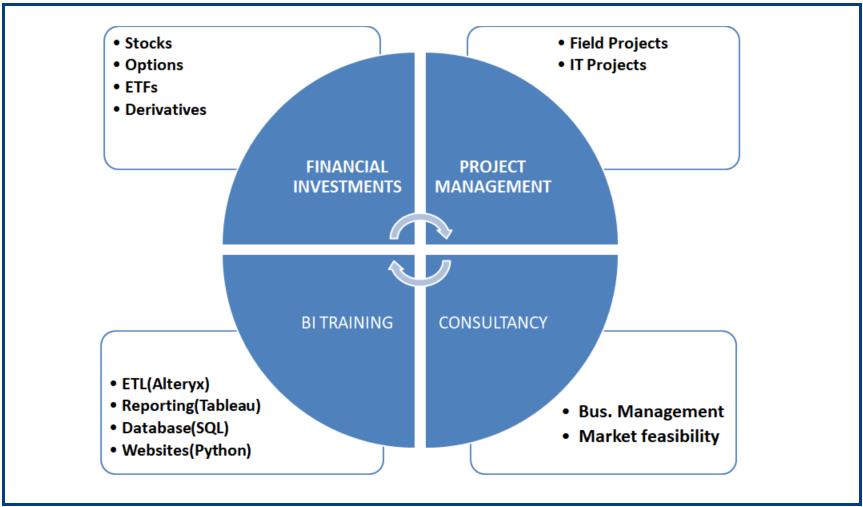 • Stocks
• Options
• ETFs
• Derivatives
• Field Projects
• IT Projects
FINANCIAL
INVESTMENTS
PROJECT
MANAGEMENT
BI TRAINING
CONSULTANCY
• ETL(Alteryx)
• Reporting(Tableau)
• Database(SQL)
• Websites(Python)
• Bus. Management
• Market feasibility